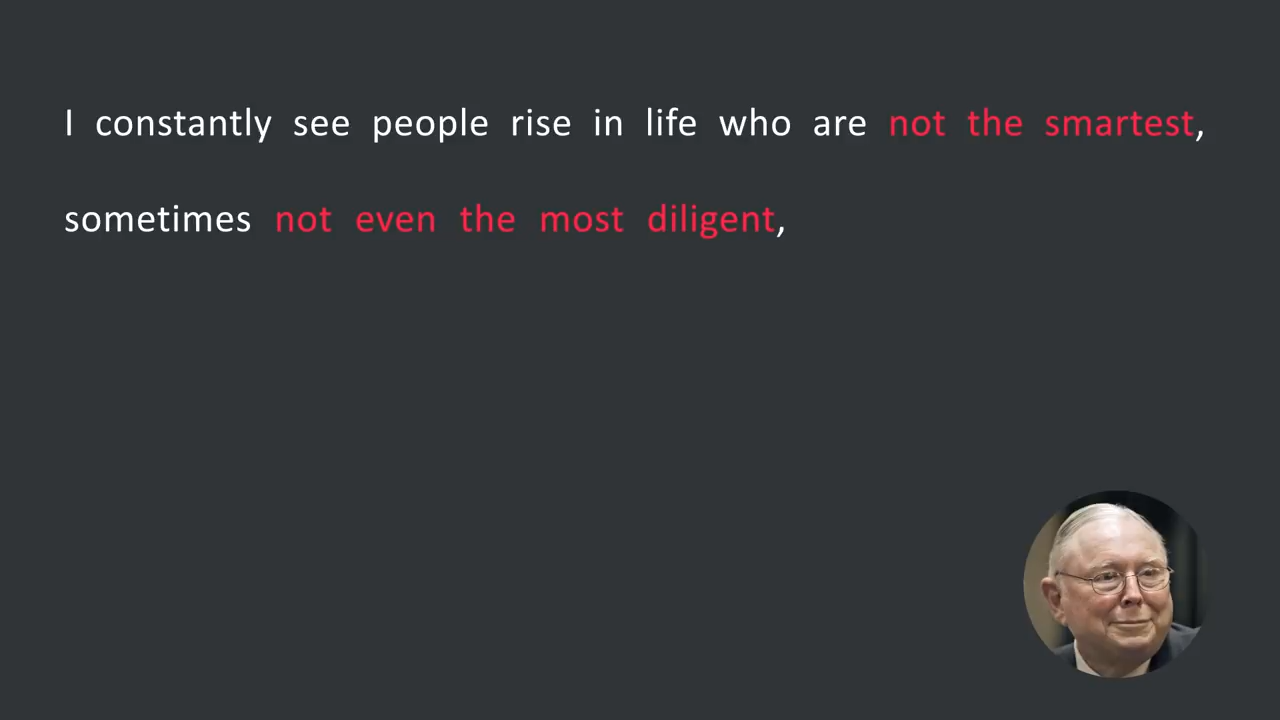 I constantly see people rise in life who are not the smartest,
sometimes not even the most diligent,